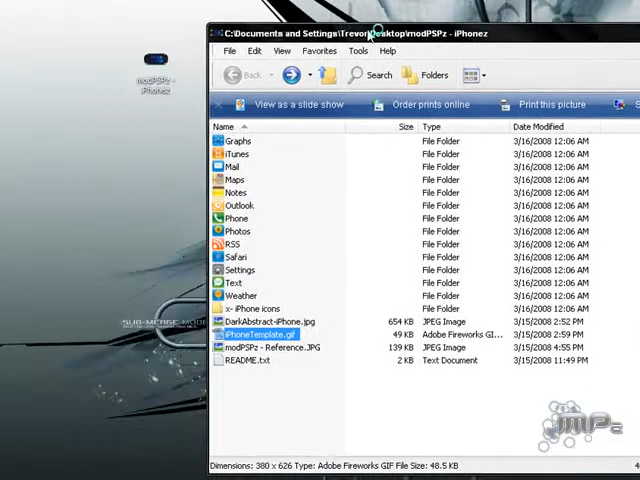 C:\Documents and Settings\Trevor\Desktop\modPSPz - iPhonez
File Edit View Favorites Tools Help
Back Search Folders
View as a slide show Order prints online Print this picture
Name Size Type Date Modified
Graphs File Folder 3/16/2008 12:06 AM
iTunes File Folder 3/16/2008 12:06 AM
Mail File Folder 3/16/2008 12:06 AM
Maps File Folder 3/16/2008 12:06 AM
Notes File Folder 3/16/2008 12:06 AM
Outlook File Folder 3/16/2008 12:06 AM
Phone File Folder 3/16/2008 12:06 AM
Photos File Folder 3/16/2008 12:06 AM
RSS File Folder 3/16/2008 12:06 AM
Safari File Folder 3/16/2008 12:06 AM
Settings File Folder 3/16/2008 12:06 AM
Text File Folder 3/16/2008 12:06 AM
Weather File Folder 3/16/2008 12:06 AM
x- iPhone icons File Folder 3/16/2008 12:06 AM
DarkAbstract-iPhone.jpg 654 KB JPEG Image 3/15/2008 2:52 PM
iPhoneTemplate.gif 49 KB Adobe Fireworks GI... 3/15/2008 2:59 PM
modPSPz - Reference.JPG 139 KB JPEG Image 3/15/2008 4:55 PM
README.txt 2 KB Text Document 3/15/2008 11:49 PM
Dimensions: 380 x 626 Type: Adobe Fireworks GIF File Size: 48.5 KB
modPSPz -
iPhonez
SUB-MERGE
MPz